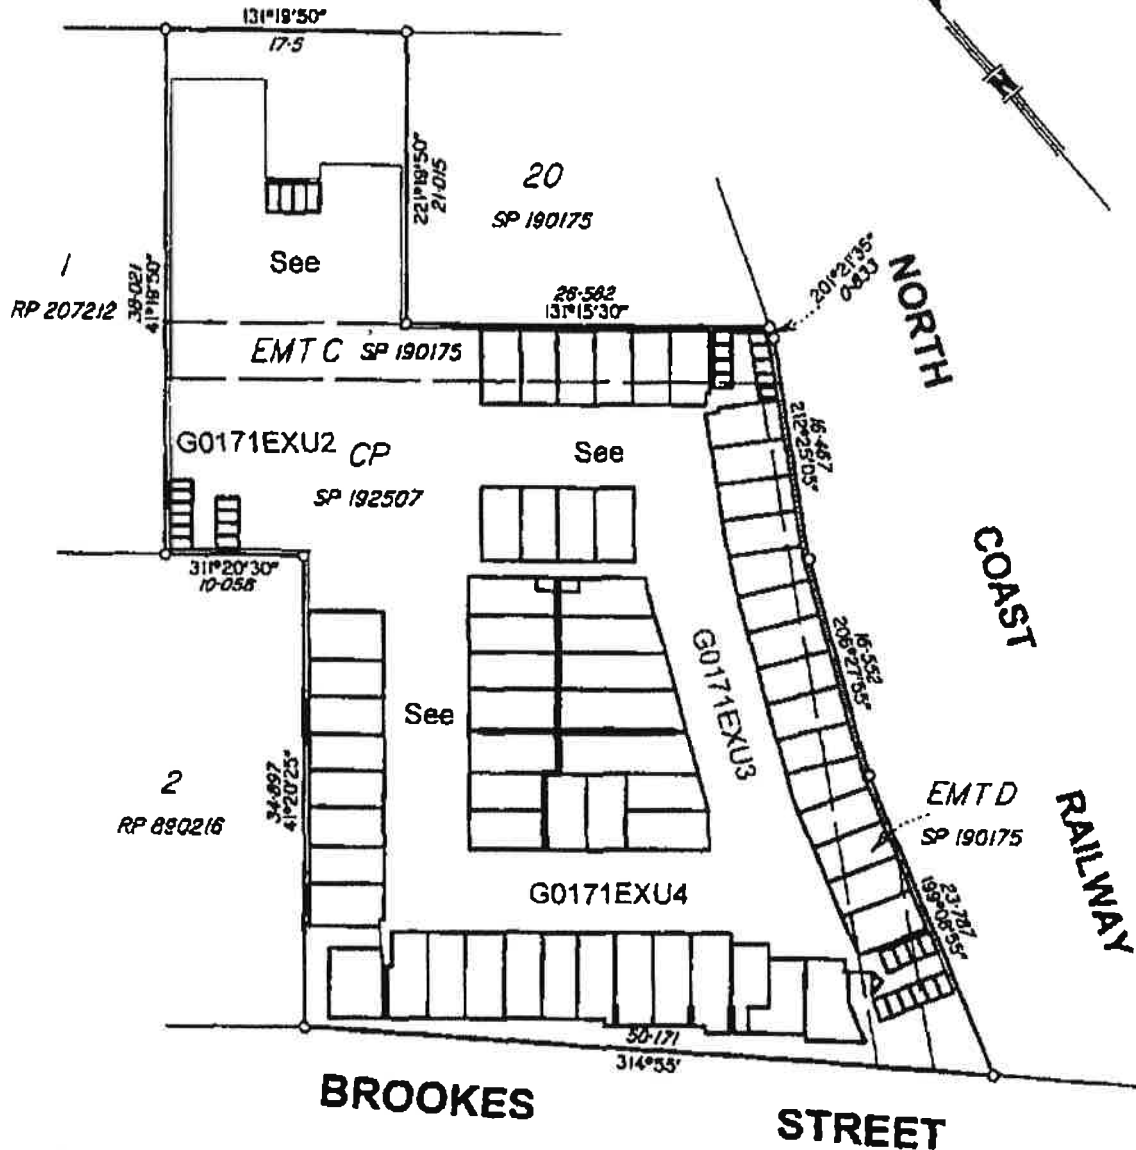 131°19'50"
17·5
N
221°19'50"
21·015
20
SP 190175
1
RP 207212
38·021
41°19'50"
See
26·582
131°15'30"
201°21'35"
0·833
NORTH
EMT C SP 190175
G0171EXU2 CP
SP 192507
See
16·467
212°25'05"
311°20'30"
10·058
COAST
G0171EXU3
16·552
206°27'55"
See
2
RP 890216
34·897
41°20'25"
EMT D
SP 190175
RAILWAY
G0171EXU4
23·787
199°06'55"
50·171
314°55'
BROOKES
STREET